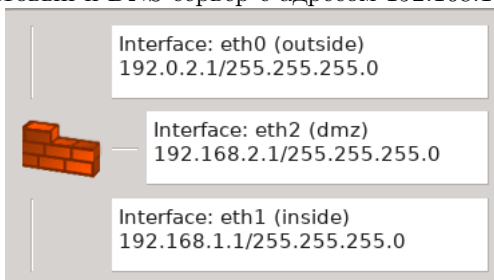 DNS
Interface: eth0 (outside)
192.0.2.1/255.255.255.0
Interface: eth2 (dmz)
192.168.2.1/255.255.255.0
Interface: eth1 (inside)
192.168.1.1/255.255.255.0